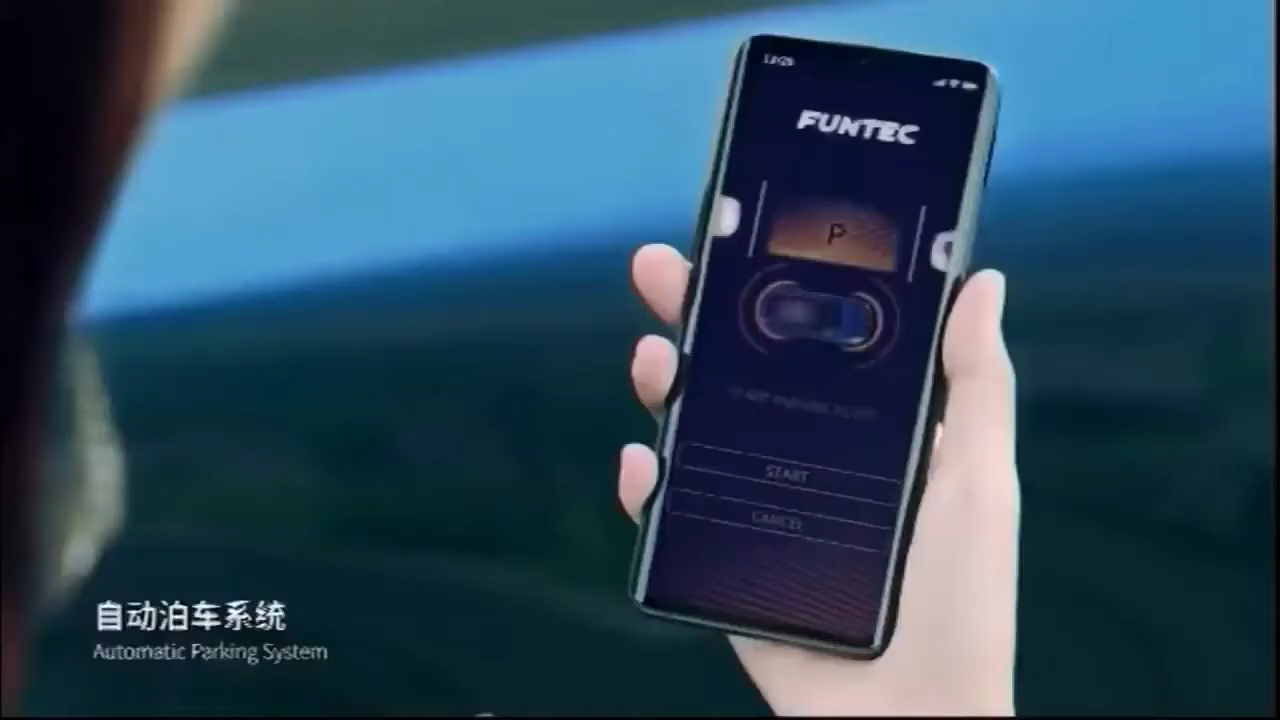 FUNTEC
P
START
CANCEL
自动泊车系统
Automatic Parking System